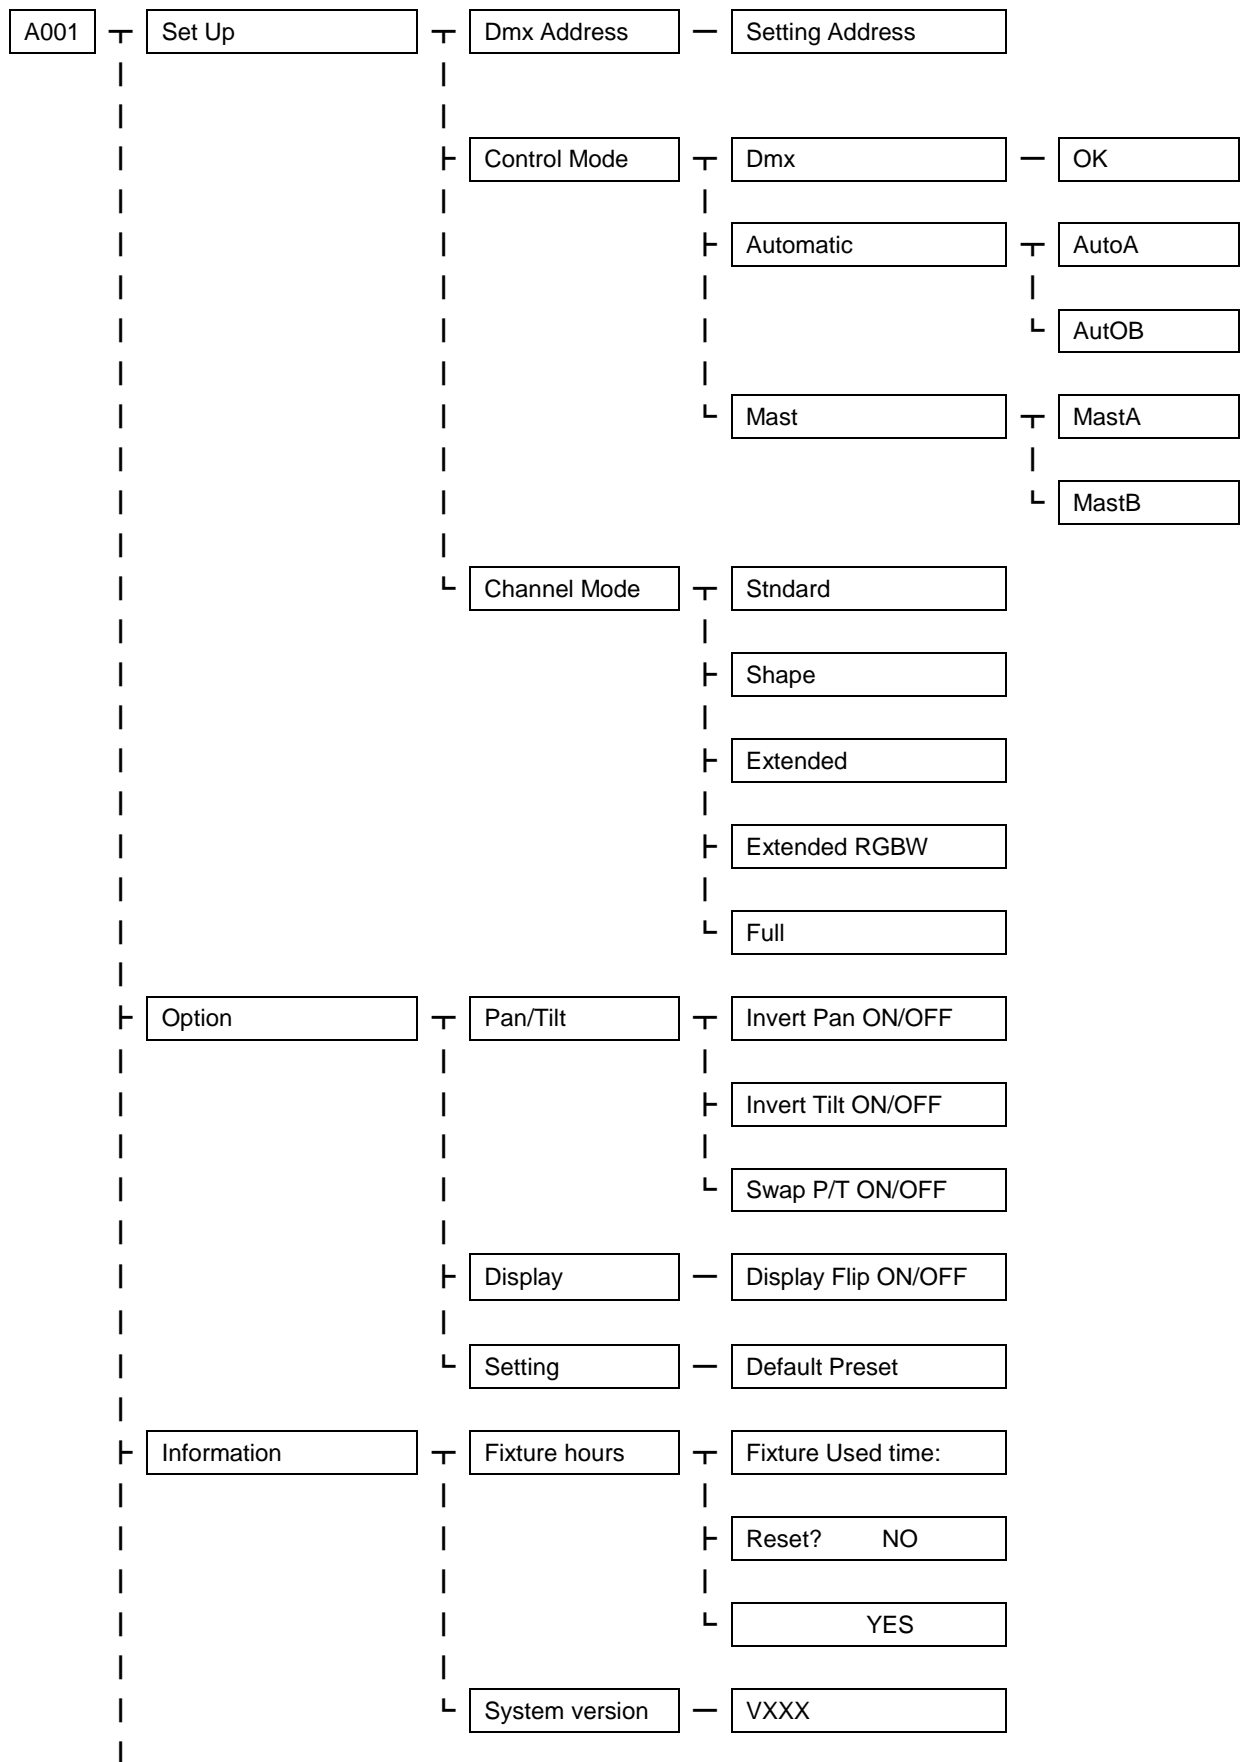 A001 Set Up Dmx Address Setting Address
Control Mode Dmx OK
Automatic AutoA
AutOB
Mast MastA
MastB
Channel Mode Stndard
Shape
Extended
Extended RGBW
Full
Option Pan/Tilt Invert Pan ON/OFF
Invert Tilt ON/OFF
Swap P/T ON/OFF
Display Display Flip ON/OFF
Setting Default Preset
Information Fixture hours Fixture Used time:
Reset? NO
YES
System version VXXX